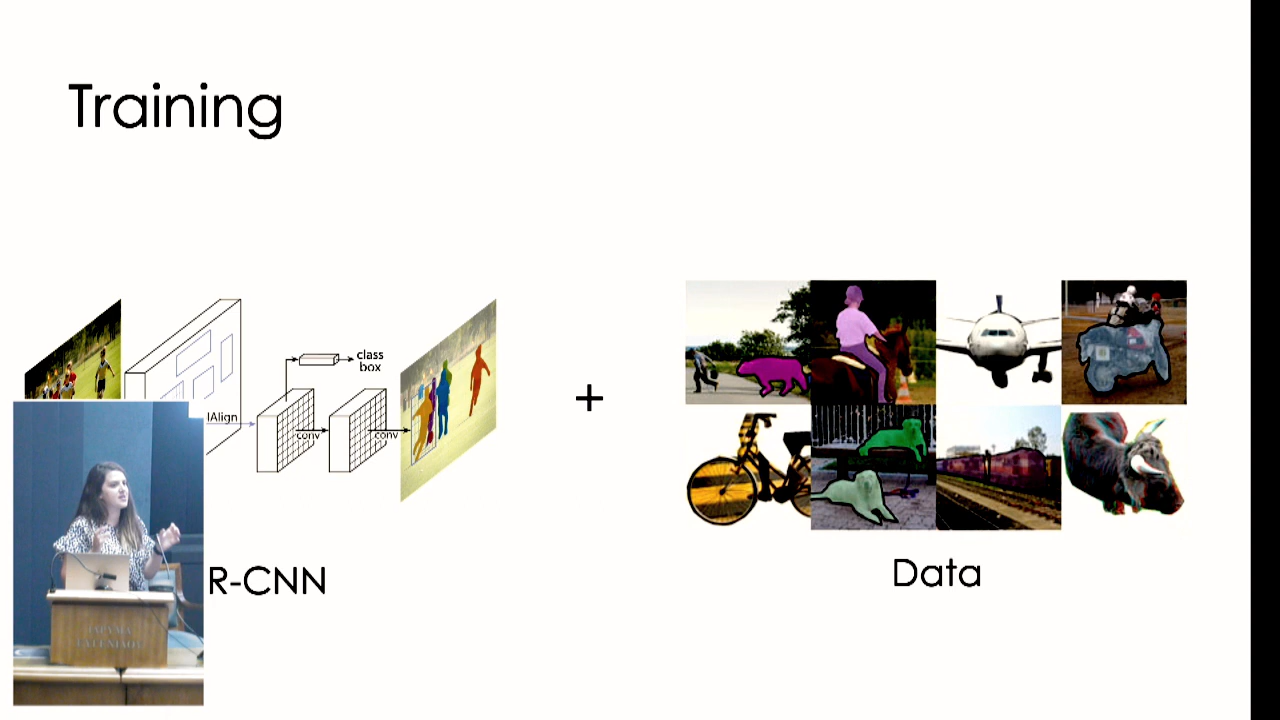 Training
class
box
lAlign
conv
conv
+
R-CNN
Data